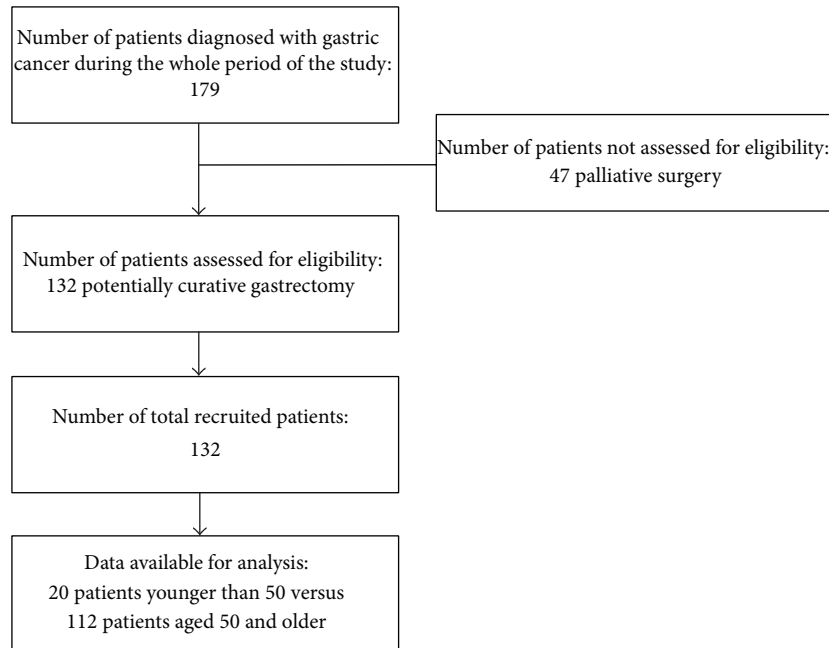 Number of patients diagnosed with gastric
cancer during the whole period of the study:
179
Number of patients not assessed for eligibility:
47 palliative surgery
Number of patients assessed for eligibility:
132 potentially curative gastrectomy
Number of total recruited patients:
132
Data available for analysis:
20 patients younger than 50 versus
112 patients aged 50 and older